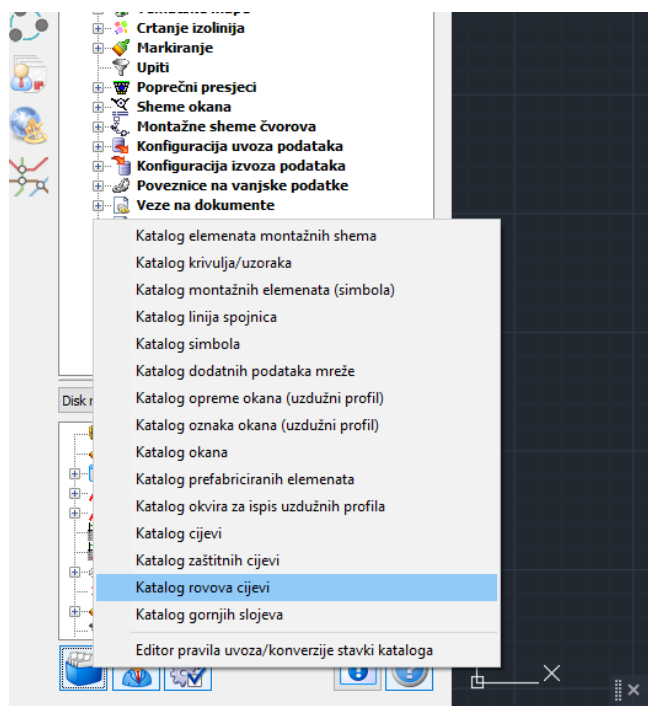 Crtanje izolinija
Markiranje
Upiti
Poprečni presjeci
Sheme okana
Montažne sheme čvorova
Konfiguracija uvoza podataka
Konfiguracija izvoza podataka
Poveznice na vanjske podatke
Veze na dokumente
Katalog elemenata montažnih shema
Katalog krivulja/uzoraka
Katalog montažnih elemenata (simbola)
Katalog linija spojnica
Katalog simbola
Katalog dodatnih podataka mreže
Disk
Katalog opreme okana (uzdužni profil)
Katalog oznaka okana (uzdužni profil)
Katalog okana
Katalog prefabriciranih elemenata
Katalog okvira za ispis uzdužnih profila
Katalog cijevi
Katalog zaštitnih cijevi
Katalog rovova cijevi
Katalog gornjih slojeva
Editor pravila uvoza/konverzije stavki kataloga